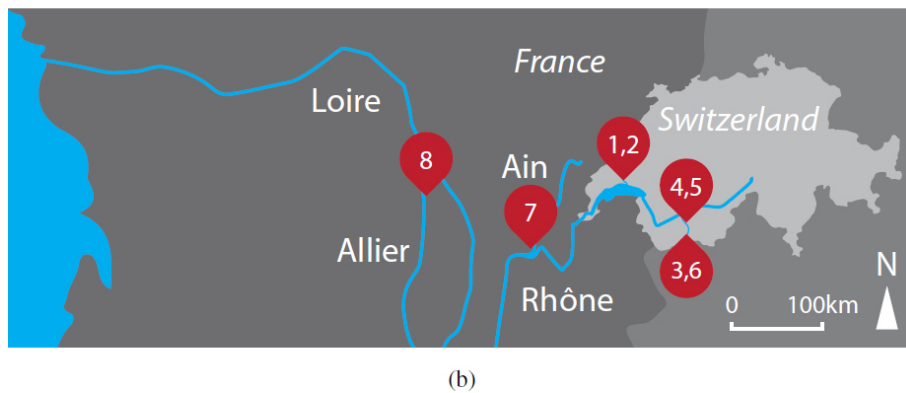 France
Loire
Switzerland
1,2
8
Ain
4,5
7
Allier
3,6
N
Rhône
0 100km
(b)